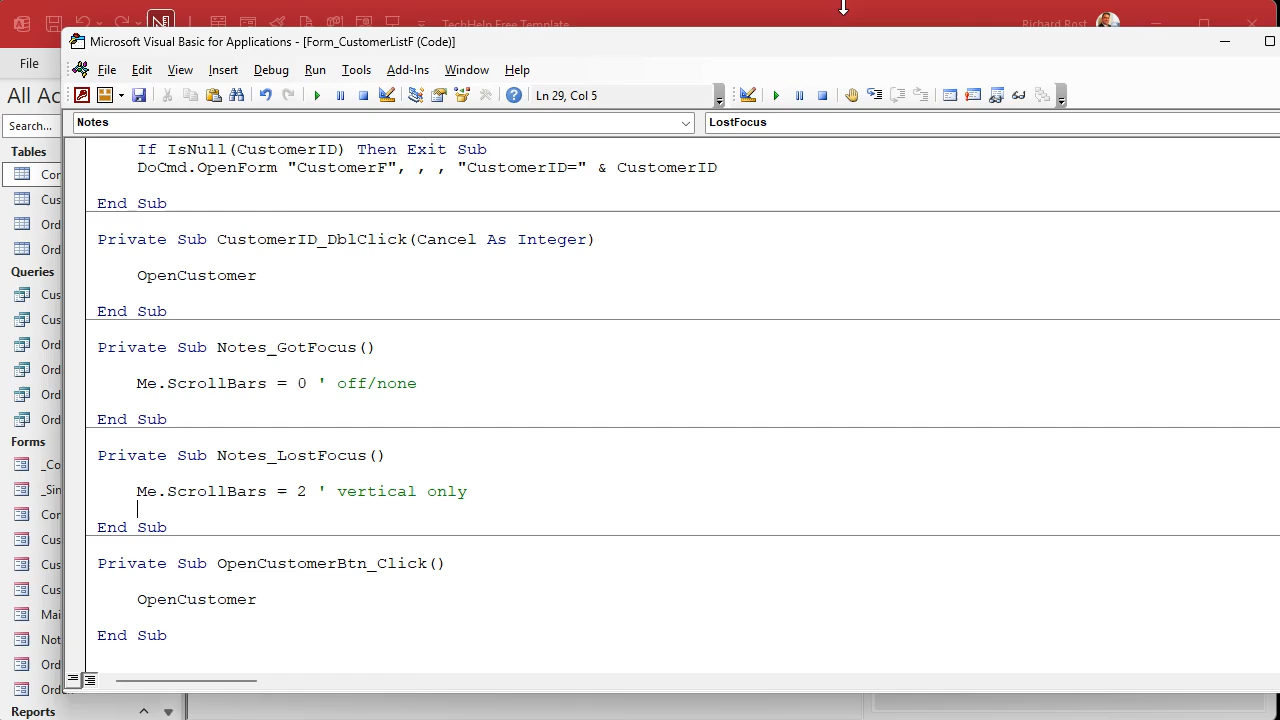 TechHelp Free Template
Richard Rost
Microsoft Visual Basic for Applications - [Form_CustomerListF (Code)]
File
File Edit View Insert Debug Run Tools Add-Ins Window Help
All Ac
Ln 29, Col 5
Search...
Notes
LostFocus
Tables
Con
Cus
Ord
Ord
Queries
Cus
Cus
Ord
Ord
Ord
Ord
Forms
_Co
_Sin
Con
Cus
Cus
Cus
Mai
Not
Ord
Ord
Reports
If IsNull(CustomerID) Then Exit Sub
DoCmd.OpenForm "CustomerF", , , "CustomerID=" & CustomerID
End Sub
Private Sub CustomerID_DblClick(Cancel As Integer)
OpenCustomer
End Sub
Private Sub Notes_GotFocus()
Me.ScrollBars = 0 ' off/none
End Sub
Private Sub Notes_LostFocus()
Me.ScrollBars = 2 ' vertical only
End Sub
Private Sub OpenCustomerBtn_Click()
OpenCustomer
End Sub